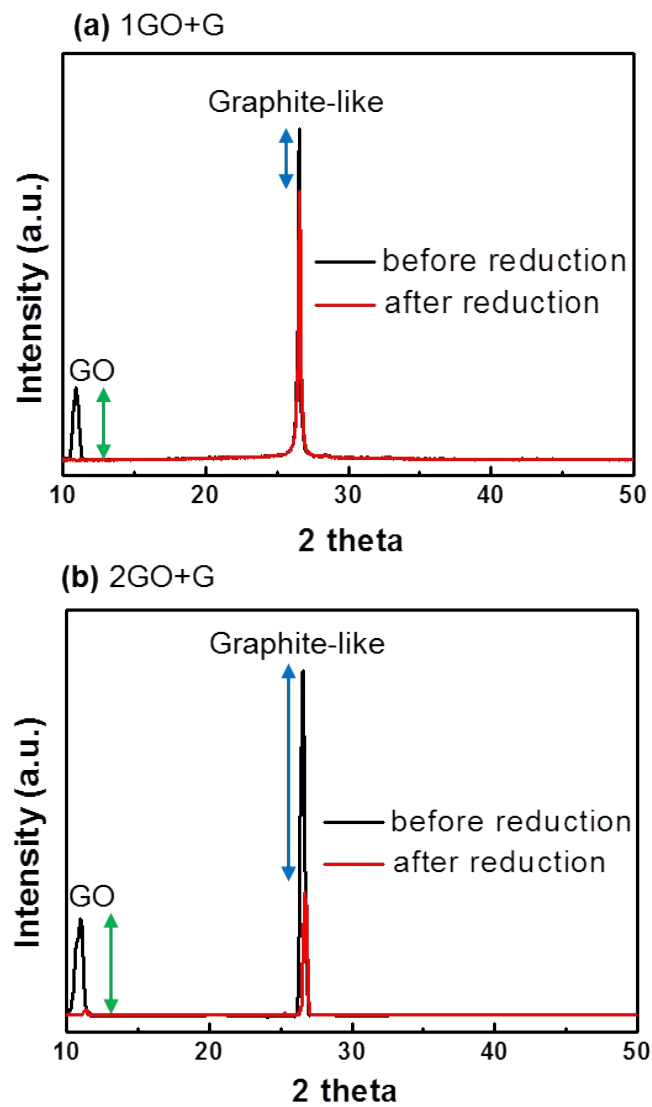 (a) 1GO+G
Graphite-like
before reduction
after reduction
GO
Intensity (a.u.)
10 20 30 40 50
2 theta
(b) 2GO+G
Graphite-like
before reduction
after reduction
GO
Intensity (a.u.)
10 20 30 40 50
2 theta